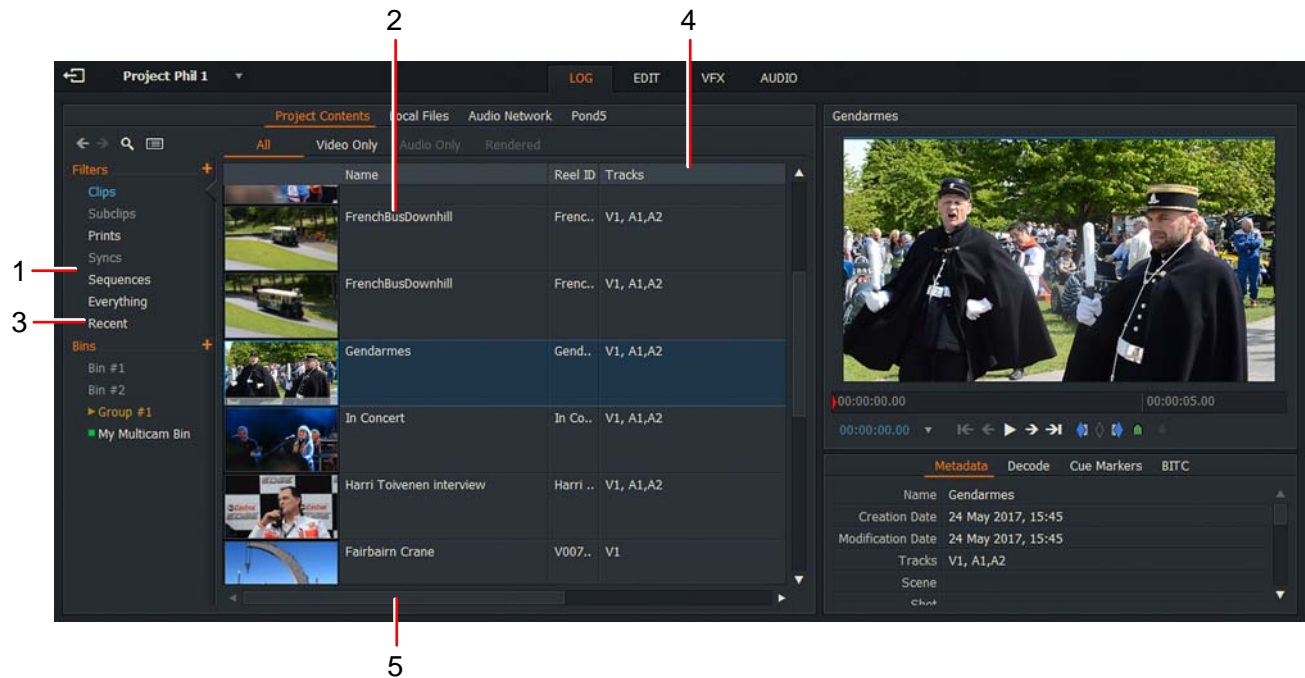 2 4
Project Phil 1 LOG EDIT VFX AUDIO
Project Contents Local Files Audio Network Pond5
All Video Only Audio Only Rendered
Filters
Clips
Subclips
Prints
Syncs
1
Sequences
Everything
3
Recent
Bins
Bin #1
Bin #2
Group #1
My Multicam Bin
Name Reel ID Tracks
FrenchBusDownhill Frenc.. V1, A1,A2
FrenchBusDownhill Frenc.. V1, A1,A2
Gendarmes Gend.. V1, A1,A2
In Concert In Co.. V1, A1,A2
Harri Toivenen interview Harri .. V1, A1,A2
Fairbairn Crane V007.. V1
5
Gendarmes
00:00:00.00 00:00:05.00
00:00:00.00
Metadata Decode Cue Markers BITC
Name Gendarmes
Creation Date 24 May 2017, 15:45
Modification Date 24 May 2017, 15:45
Tracks V1, A1,A2
Scene
Shot